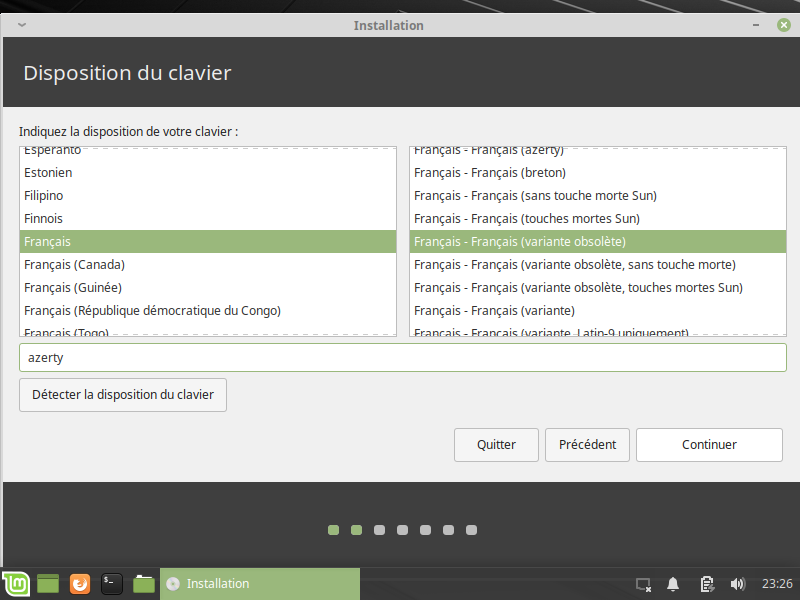 Installation
Disposition du clavier
Indiquez la disposition de votre clavier :
Espéranto
Estonien
Filipino
Finnois
Français
Français (Canada)
Français (Guinée)
Français (République démocratique du Congo)
Français (Togo)
Français - Français (azerty)
Français - Français (breton)
Français - Français (sans touche morte Sun)
Français - Français (touches mortes Sun)
Français - Français (variante obsolète)
Français - Français (variante obsolète, sans touche morte)
Français - Français (variante obsolète, touches mortes Sun)
Français - Français (variante)
Français - Français (variante, Latin-9 uniquement)
azerty
Détecter la disposition du clavier
Quitter
Précédent
Continuer
Installation
23:26